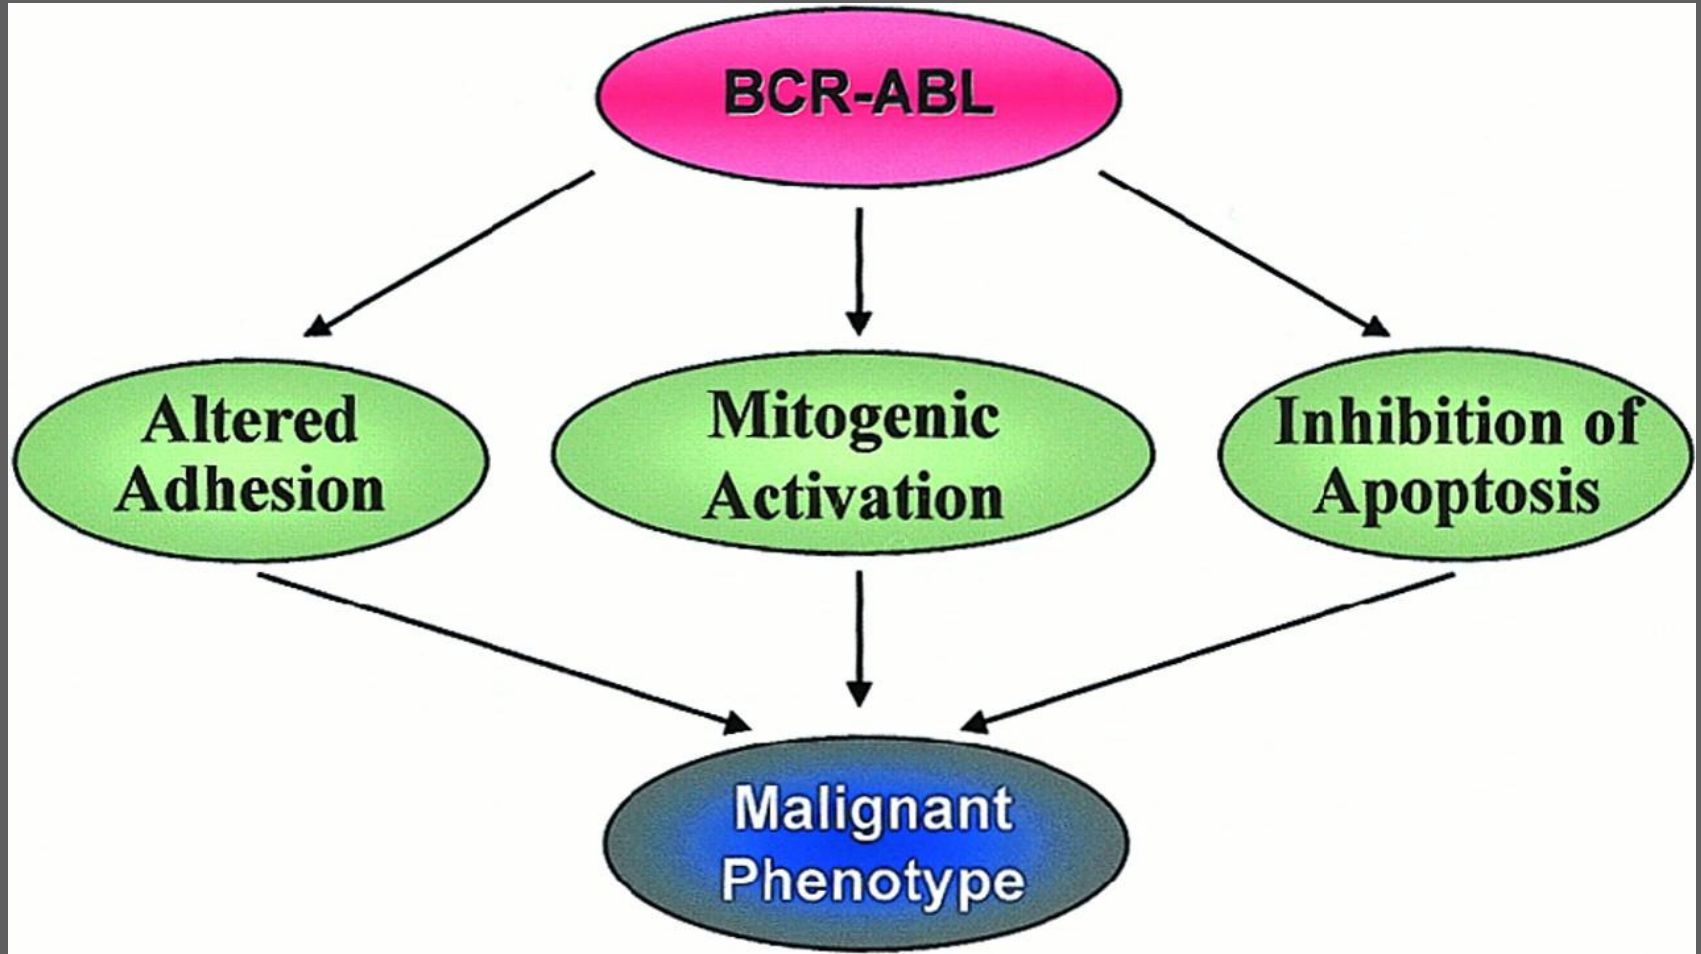 BCR-ABL
Altered
Adhesion
Mitogenic
Activation
Inhibition of
Apoptosis
Malignant
Phenotype